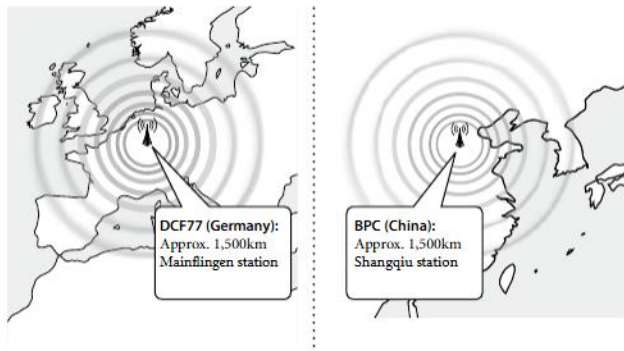 DCF77 (Germany):
Approx. 1,500km
Mainflingen station
BPC (China):
Approx. 1,500km
Shangqiu station